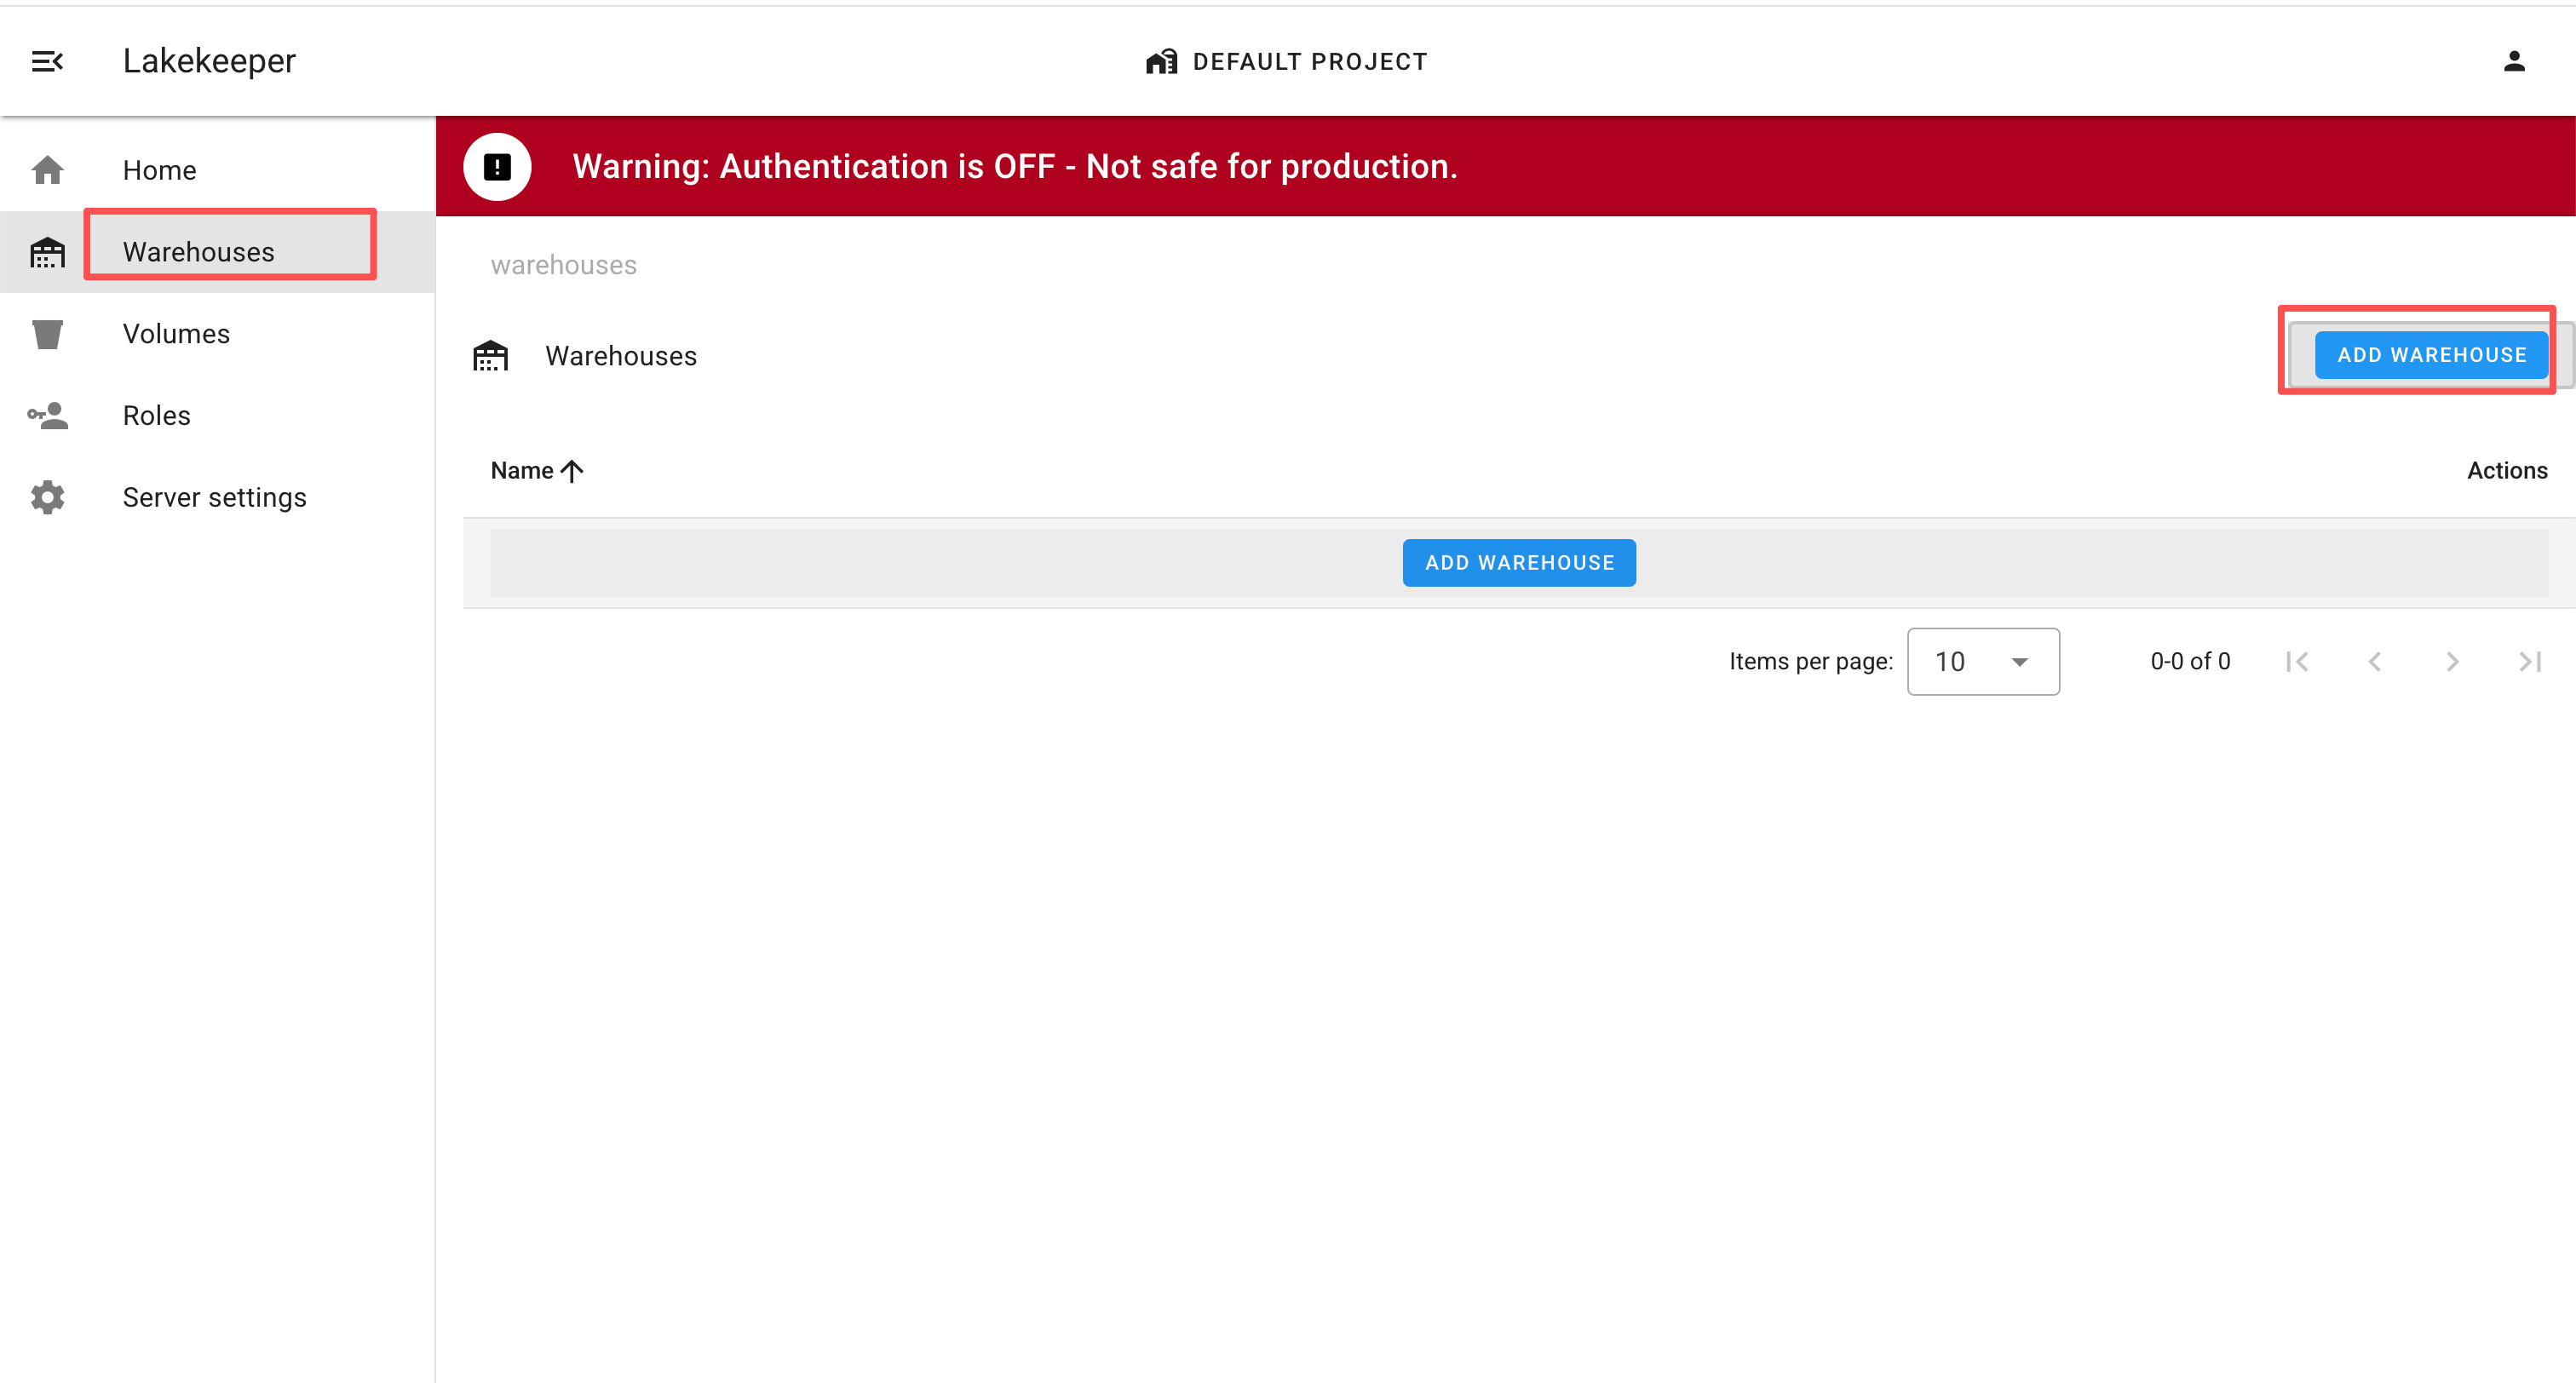 Lakekeeper
DEFAULT PROJECT
Home
Warehouses
Volumes
Roles
Server settings
Warning: Authentication is OFF - Not safe for production.
warehouses
Warehouses
ADD WAREHOUSE
Name
Actions
ADD WAREHOUSE
Items per page: 10 0-0 of 0